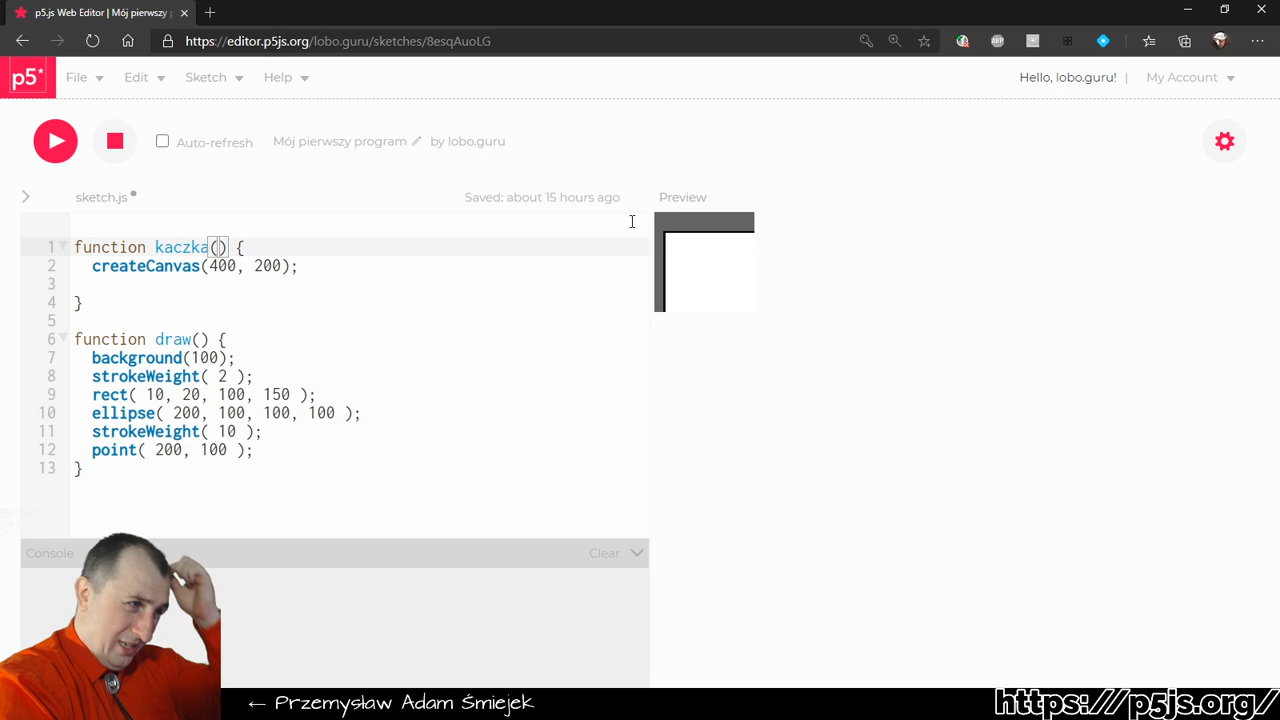 p5.js Web Editor | Mój pierwszy
https://editor.p5js.org/lobo.guru/sketches/8esqAuoLG
ABP
p5* File Edit Sketch Help Hello, lobo.guru! | My Account
Auto-refresh Mój pierwszy program by lobo.guru
sketch.js Saved: about 15 hours ago Preview
1 function kaczka() {
2 createCanvas(400, 200);
3
4 }
5
6 function draw() {
7 background(100);
8 strokeWeight( 2 );
9 rect( 10, 20, 100, 150 );
10 ellipse( 200, 100, 100, 100 );
11 strokeWeight( 10 );
12 point( 200, 100 );
13 }
Console Clear
← Przemysław Adam Śmiejek
https://p5js.org/